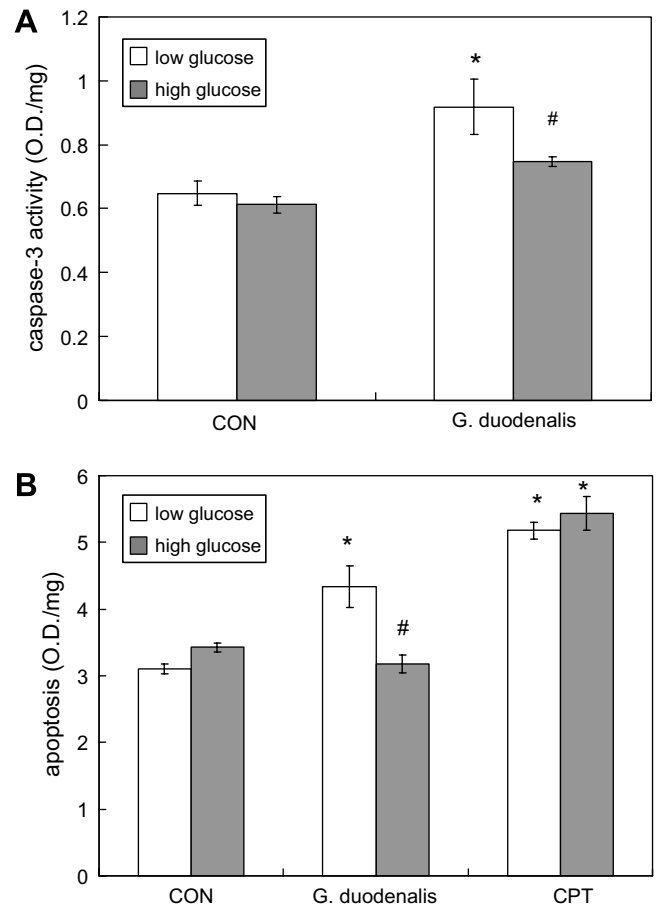 A
1.2
1
0.8
0.6
0.4
0.2
0
caspase-3 activity (O.D./mg)
low glucose
high glucose
*
#
CON
G. duodenalis
B
6
5
4
3
2
1
0
apoptosis (O.D./mg)
low glucose
high glucose
*
#
*
*
CON
G. duodenalis
CPT